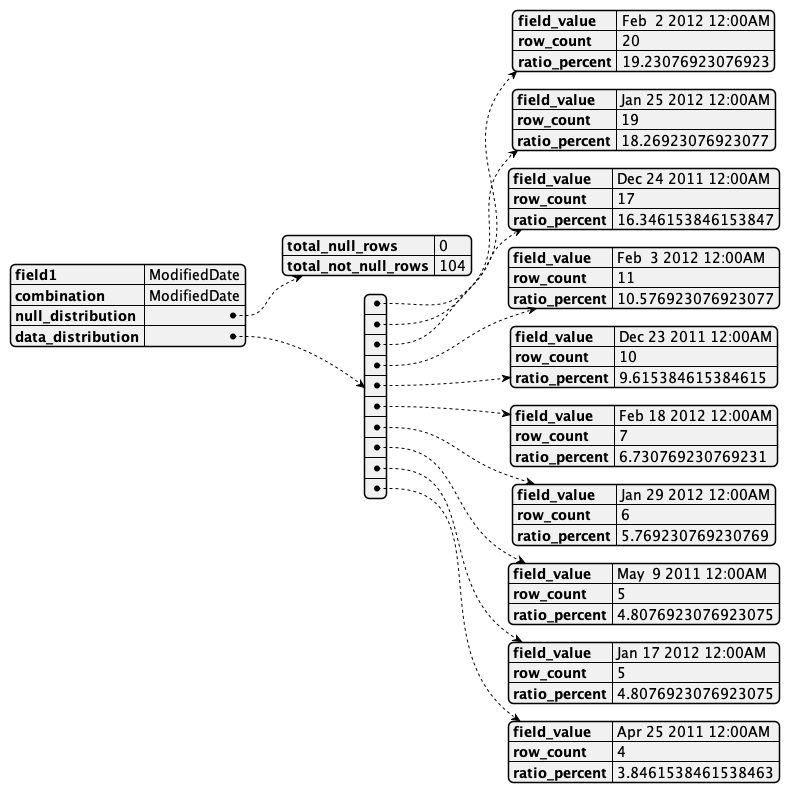 field1 ModifiedDate
combination ModifiedDate
null_distribution
data_distribution
total_null_rows 0
total_not_null_rows 104
field_value Feb  2 2012 12:00AM
row_count 20
ratio_percent 19.23076923076923
field_value Jan 25 2012 12:00AM
row_count 19
ratio_percent 18.26923076923077
field_value Dec 24 2011 12:00AM
row_count 17
ratio_percent 16.346153846153847
field_value Feb  3 2012 12:00AM
row_count 11
ratio_percent 10.576923076923077
field_value Dec 23 2011 12:00AM
row_count 10
ratio_percent 9.615384615384615
field_value Feb 18 2012 12:00AM
row_count 7
ratio_percent 6.730769230769231
field_value Jan 29 2012 12:00AM
row_count 6
ratio_percent 5.769230769230769
field_value May  9 2011 12:00AM
row_count 5
ratio_percent 4.8076923076923075
field_value Jan 17 2012 12:00AM
row_count 5
ratio_percent 4.8076923076923075
field_value Apr 25 2011 12:00AM
row_count 4
ratio_percent 3.8461538461538463